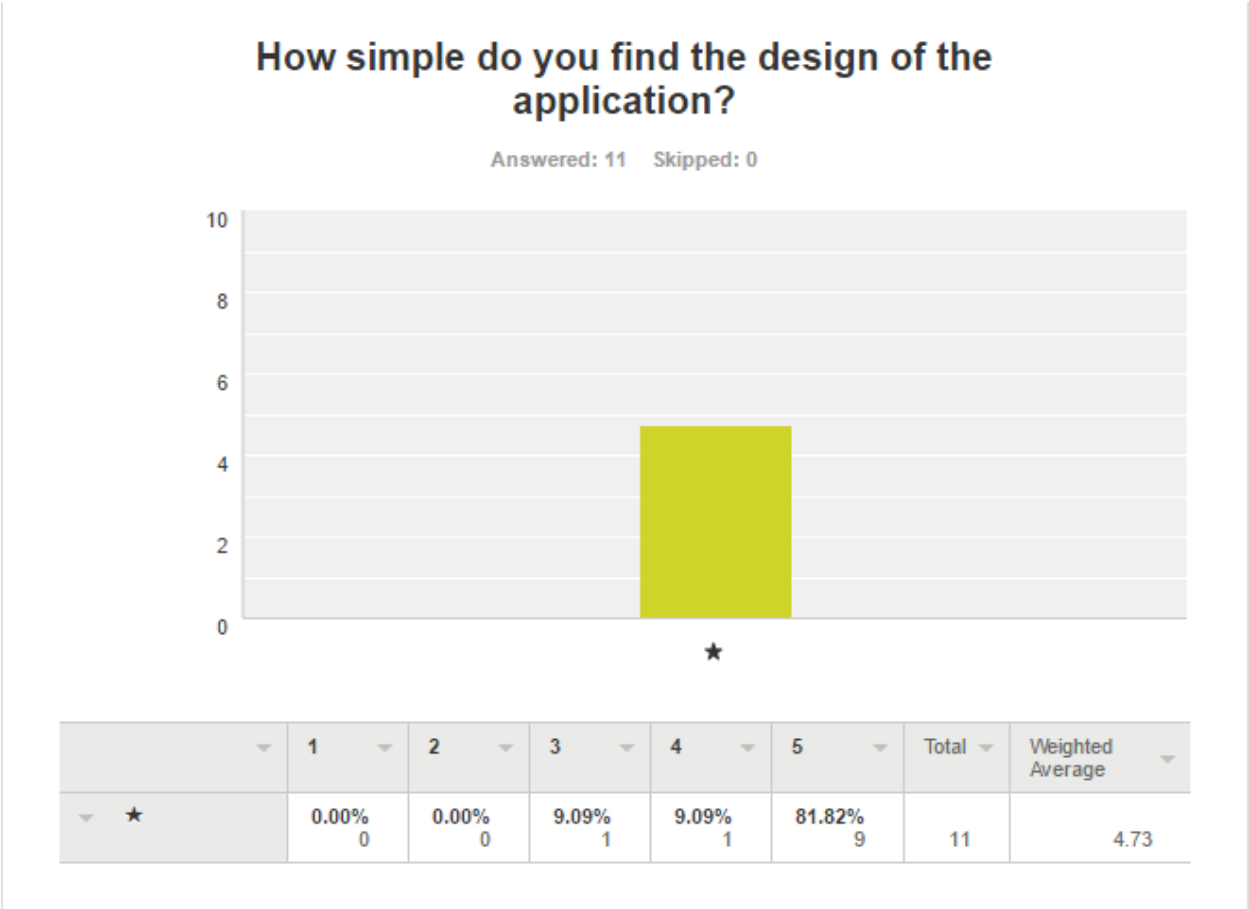 How simple do you find the design of the
application?
Answered: 11 Skipped: 0
10
8
6
4
2
0
★
1 2 3 4 5 Total Weighted
Average
★ 0.00% 0.00% 9.09% 9.09% 81.82%
0 0 1 1 9 11 4.73